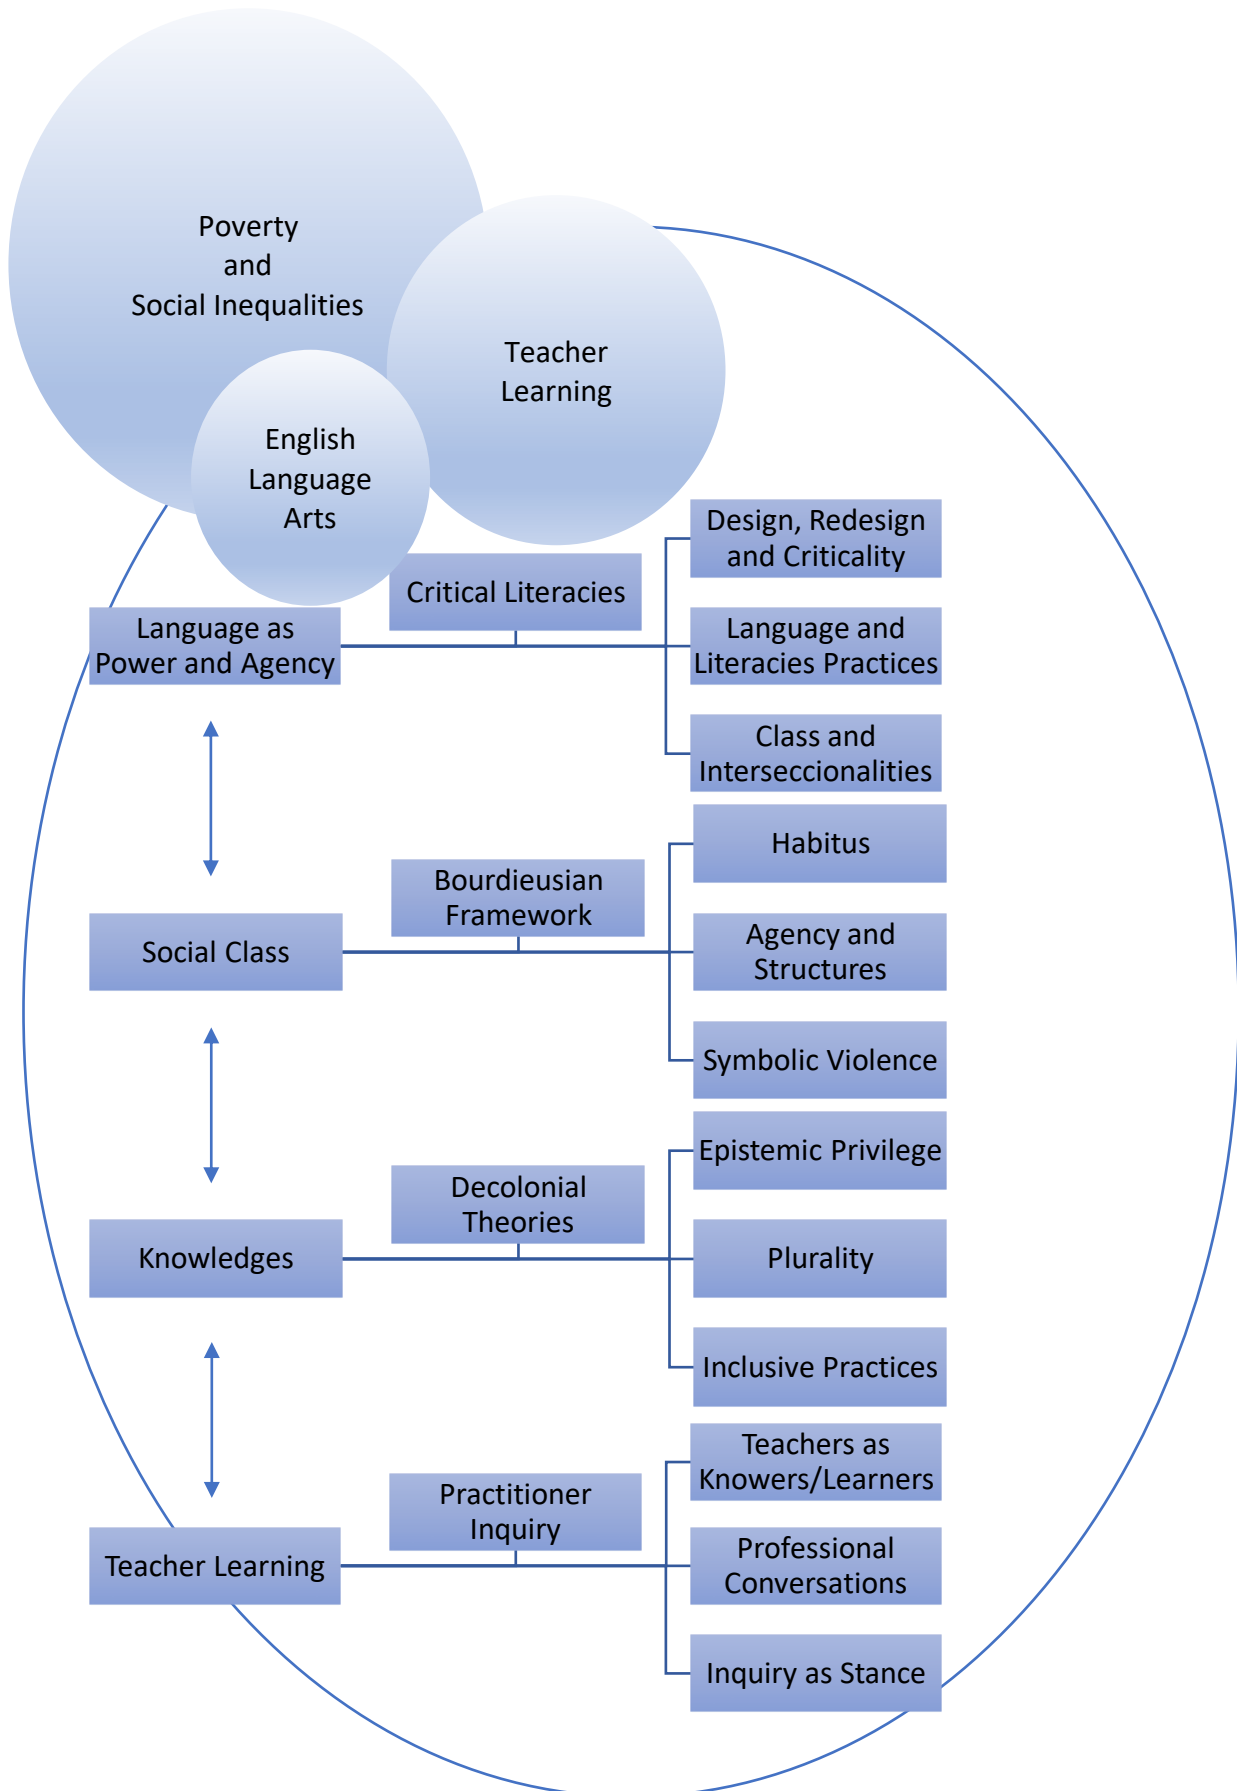 Poverty
and
Social Inequalities
Teacher
Learning
English
Language
Arts
Language as
Power and Agency
Critical Literacies
Design, Redesign
and Criticality
Language and
Literacies Practices
Class and
Interseccionalities
Social Class
Bourdieusian
Framework
Habitus
Agency and
Structures
Symbolic Violence
Knowledges
Decolonial
Theories
Epistemic Privilege
Plurality
Inclusive Practices
Teacher Learning
Practitioner
Inquiry
Teachers as
Knowers/Learners
Professional
Conversations
Inquiry as Stance